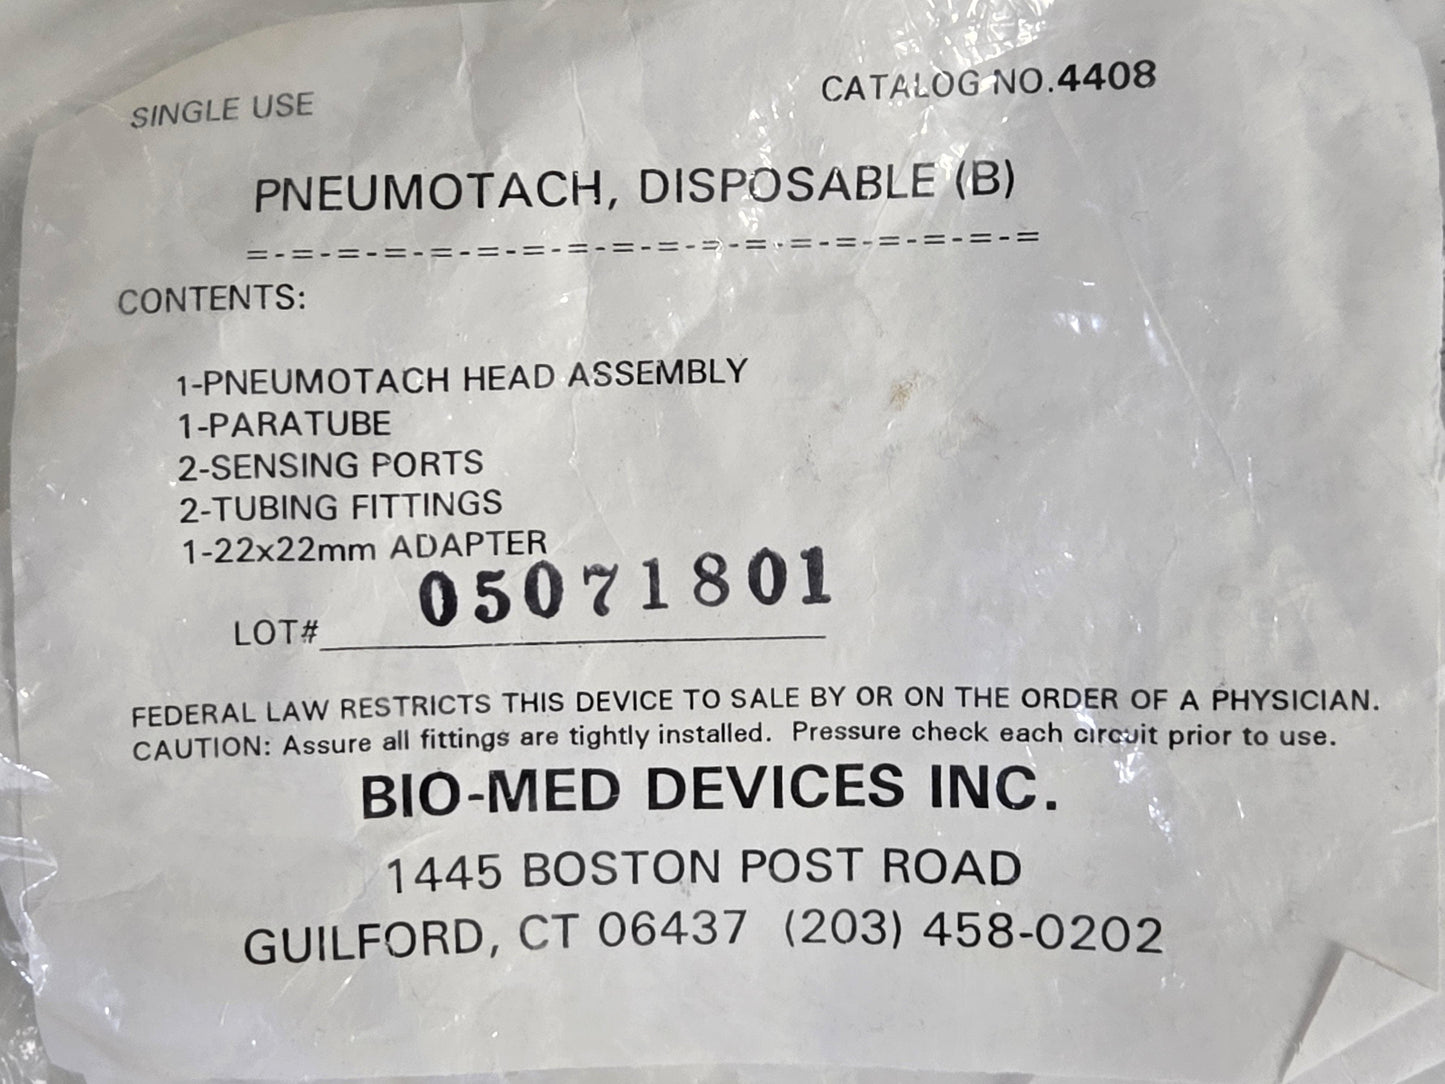 SINGLE USE
CATALOG NO.4408
PNEUMOTACH, DISPOSABLE (B)
=-=-=-=-=-=-=-=-=-=-=-=-=-=-=-=-=-=
CONTENTS:
1-PNEUMOTACH HEAD ASSEMBLY
1-PARATUBE
2-SENSING PORTS
2-TUBING FITTINGS
1-22x22mm ADAPTER
LOT# 05071801
FEDERAL LAW RESTRICTS THIS DEVICE TO SALE BY OR ON THE ORDER OF A PHYSICIAN.
CAUTION: Assure all fittings are tightly installed. Pressure check each circuit prior to use.
BIO-MED DEVICES INC.
1445 BOSTON POST ROAD
GUILFORD, CT 06437 (203) 458-0202